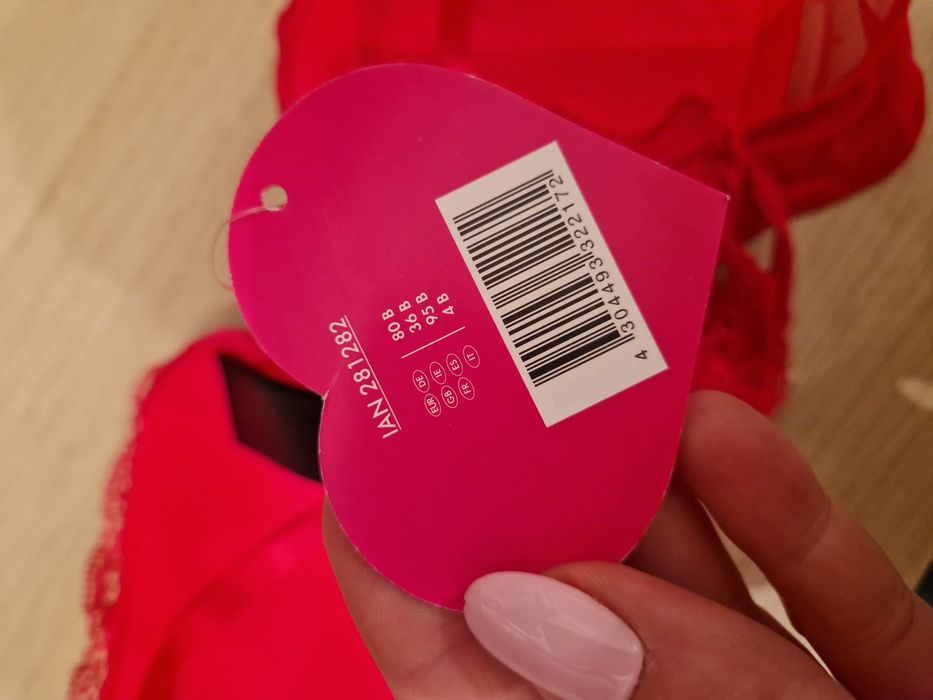 IAN 281282
EUR DE 80 B
GB IE 36 B
FR ES 95 B
IT 4 B
4 304493 322172